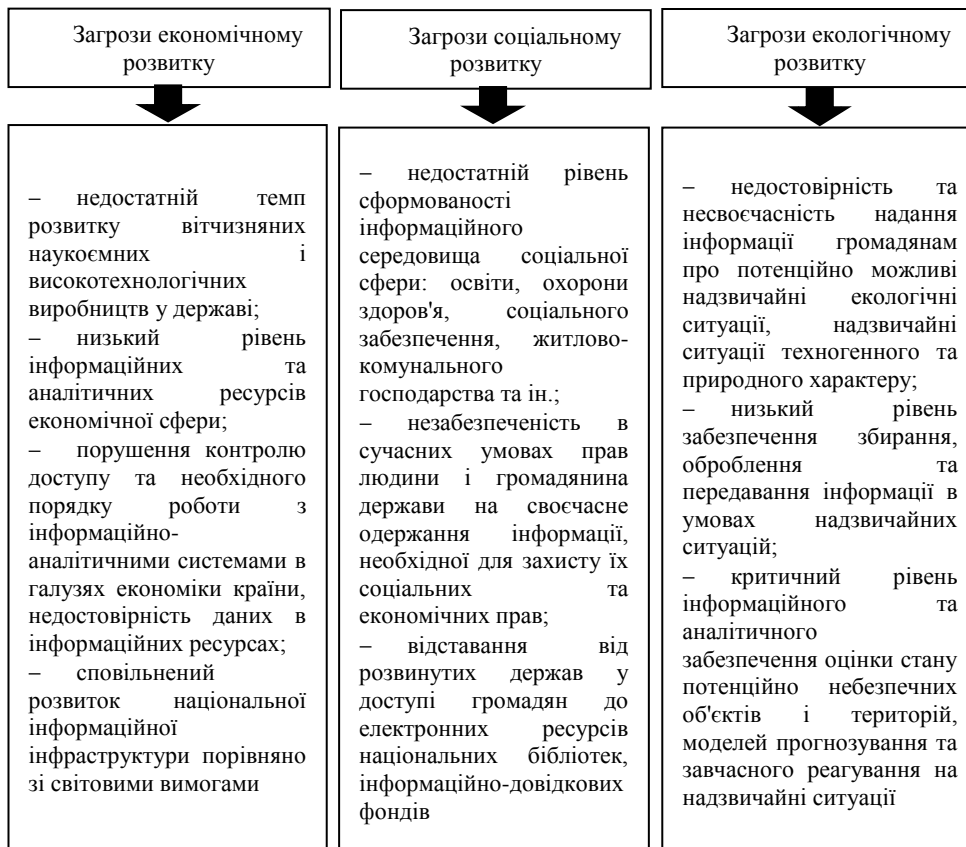 Загрози економічному
розвитку
Загрози соціальному
розвитку
Загрози екологічному
розвитку
– недостатній темп
розвитку вітчизняних
наукоємних і
високотехнологічних
виробництв у державі;
– низький рівень
інформаційних та
аналітичних ресурсів
економічної сфери;
– порушення контролю
доступу та необхідного
порядку роботи з
інформаційно-
аналітичними системами в
галузях економіки країни,
недостовірність даних в
інформаційних ресурсах;
– сповільнений
розвиток національної
інформаційної
інфраструктури порівняно
зі світовими вимогами
– недостатній рівень
сформованості
інформаційного
середовища соціальної
сфери: освіти, охорони
здоров'я, соціального
забезпечення, житлово-
комунального
господарства та ін.;
– незабезпеченість в
сучасних умовах прав
людини і громадянина
держави на своєчасне
одержання інформації,
необхідної для захисту їх
соціальних та
економічних прав;
– відставання від
розвинутих держав у
доступі громадян до
електронних ресурсів
національних бібліотек,
інформаційно-довідкових
фондів
– недостовірність та
несвоєчасність надання
інформації громадянам
про потенційно можливі
надзвичайні екологічні
ситуації, надзвичайні
ситуації техногенного та
природного характеру;
– низький рівень
забезпечення збирання,
оброблення та
передавання інформації в
умовах надзвичайних
ситуацій;
– критичний рівень
інформаційного та
аналітичного
забезпечення оцінки стану
потенційно небезпечних
об'єктів і територій,
моделей прогнозування та
завчасного реагування на
надзвичайні ситуації